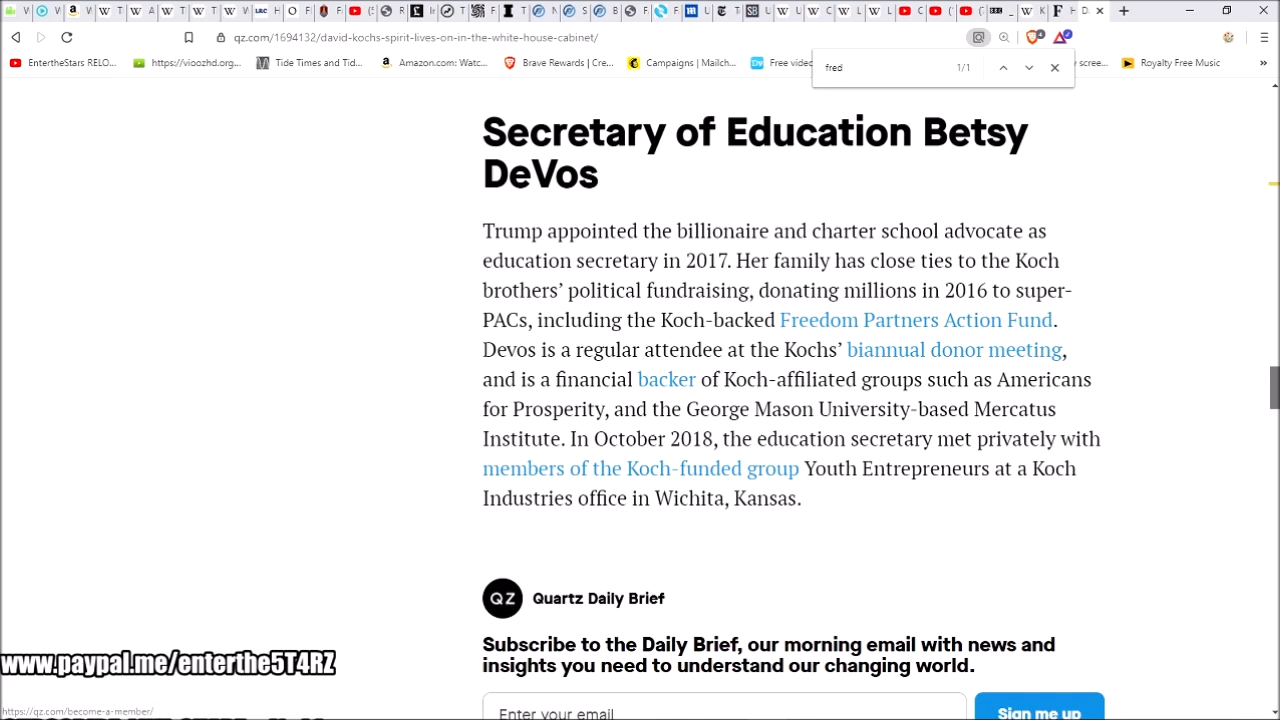 qz.com/1694132/david-kochs-spirit-lives-on-in-the-white-house-cabinet/
EntertheStars RELO... https://vioozhd.org... Tide Times and Tid... Amazon.com: Watc... Brave Rewards | Cre... Campaigns | Mailch... Free video
y scree... Royalty Free Music
fred 1/1
Secretary of Education Betsy
DeVos
Trump appointed the billionaire and charter school advocate as
education secretary in 2017. Her family has close ties to the Koch
brothers’ political fundraising, donating millions in 2016 to super-
PACs, including the Koch-backed Freedom Partners Action Fund.
Devos is a regular attendee at the Kochs’ biannual donor meeting,
and is a financial backer of Koch-affiliated groups such as Americans
for Prosperity, and the George Mason University-based Mercatus
Institute. In October 2018, the education secretary met privately with
members of the Koch-funded group Youth Entrepreneurs at a Koch
Industries office in Wichita, Kansas.
QZ Quartz Daily Brief
Subscribe to the Daily Brief, our morning email with news and
insights you need to understand our changing world.
www.paypal.me/enterthe5T4RZ
Enter your email Sign me up
https://qz.com/become-a-member/